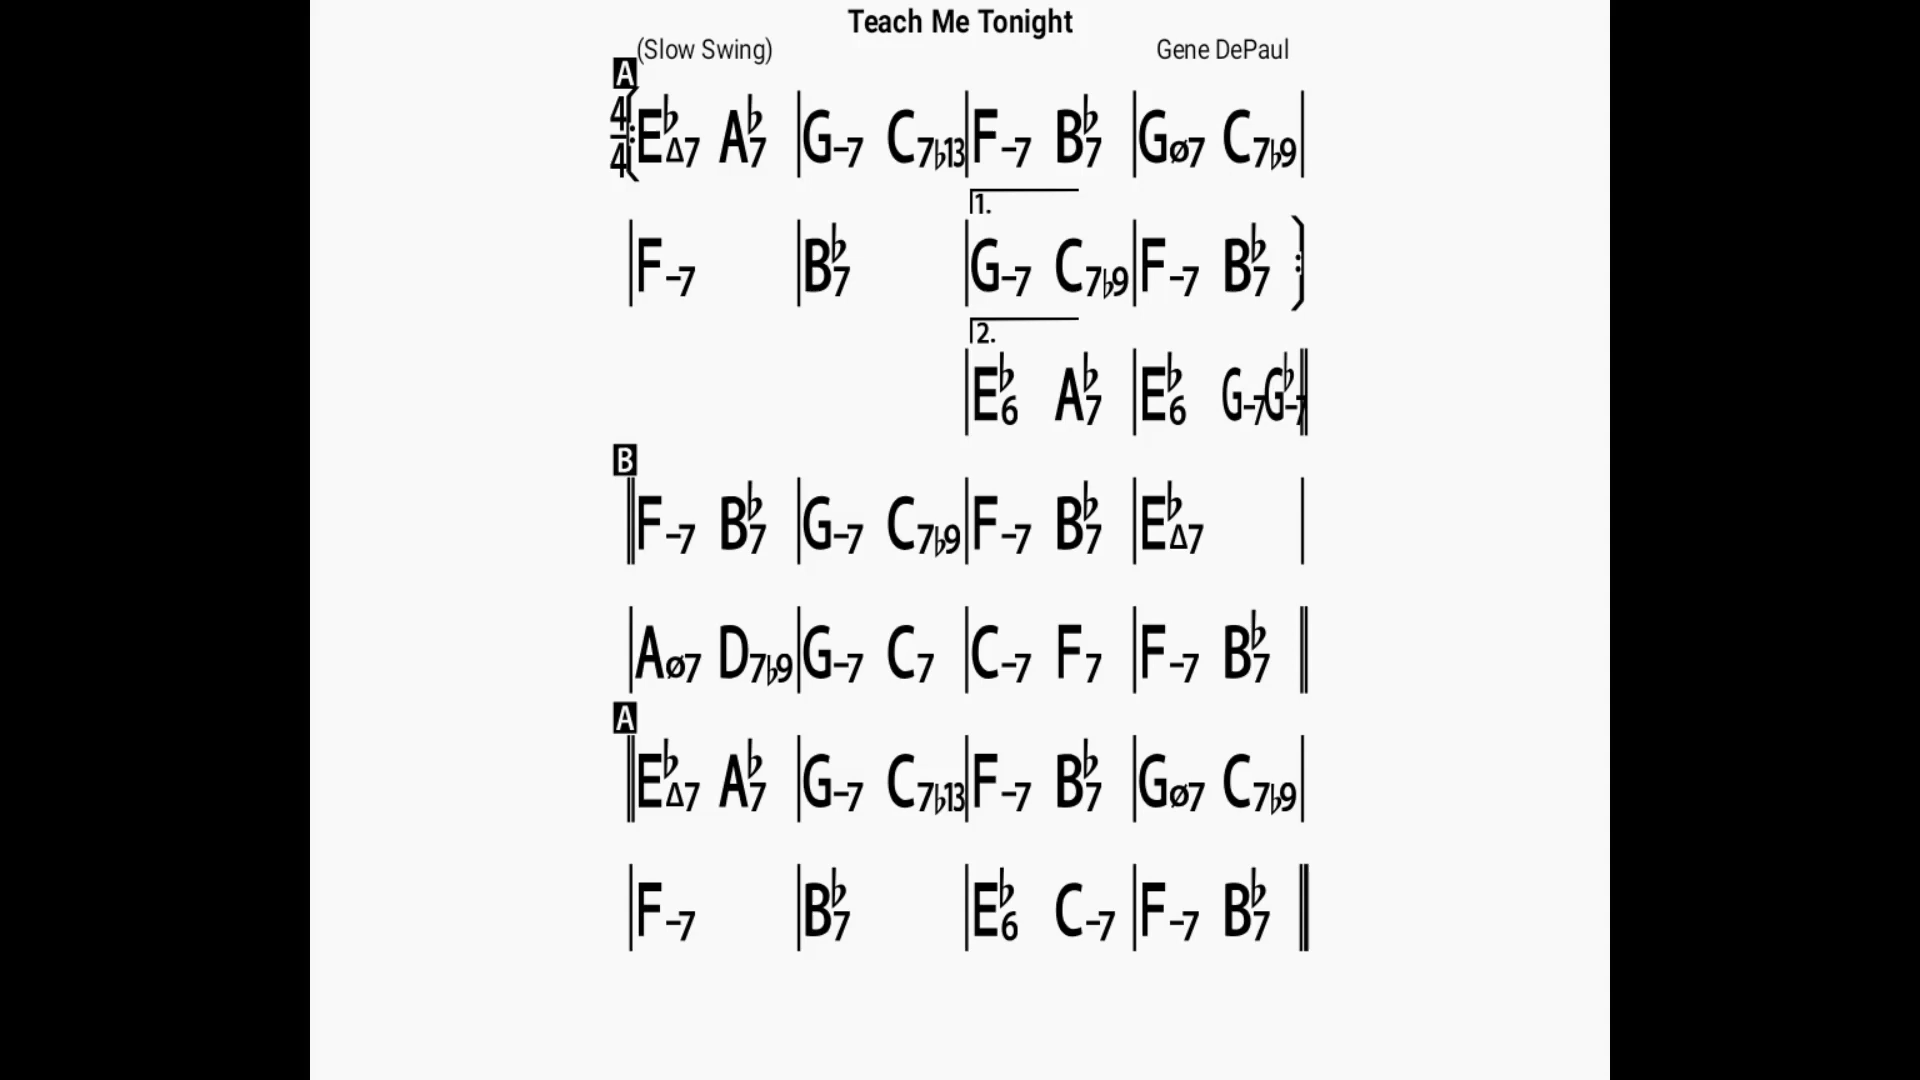 Teach Me Tonight
(Slow Swing) Gene DePaul
A
4/4 E♭Δ7 A♭7 G-7 C7♭13 F-7 B♭7 Gø7 C7♭9
1.
F-7 B♭7 G-7 C7♭9 F-7 B♭7
2.
E♭6 A♭7 E♭6 G-7 G♭-7
B
F-7 B♭7 G-7 C7♭9 F-7 B♭7 E♭Δ7
Aø7 D7♭9 G-7 C7 C-7 F7 F-7 B♭7
A
E♭Δ7 A♭7 G-7 C7♭13 F-7 B♭7 Gø7 C7♭9
F-7 B♭7 E♭6 C-7 F-7 B♭7